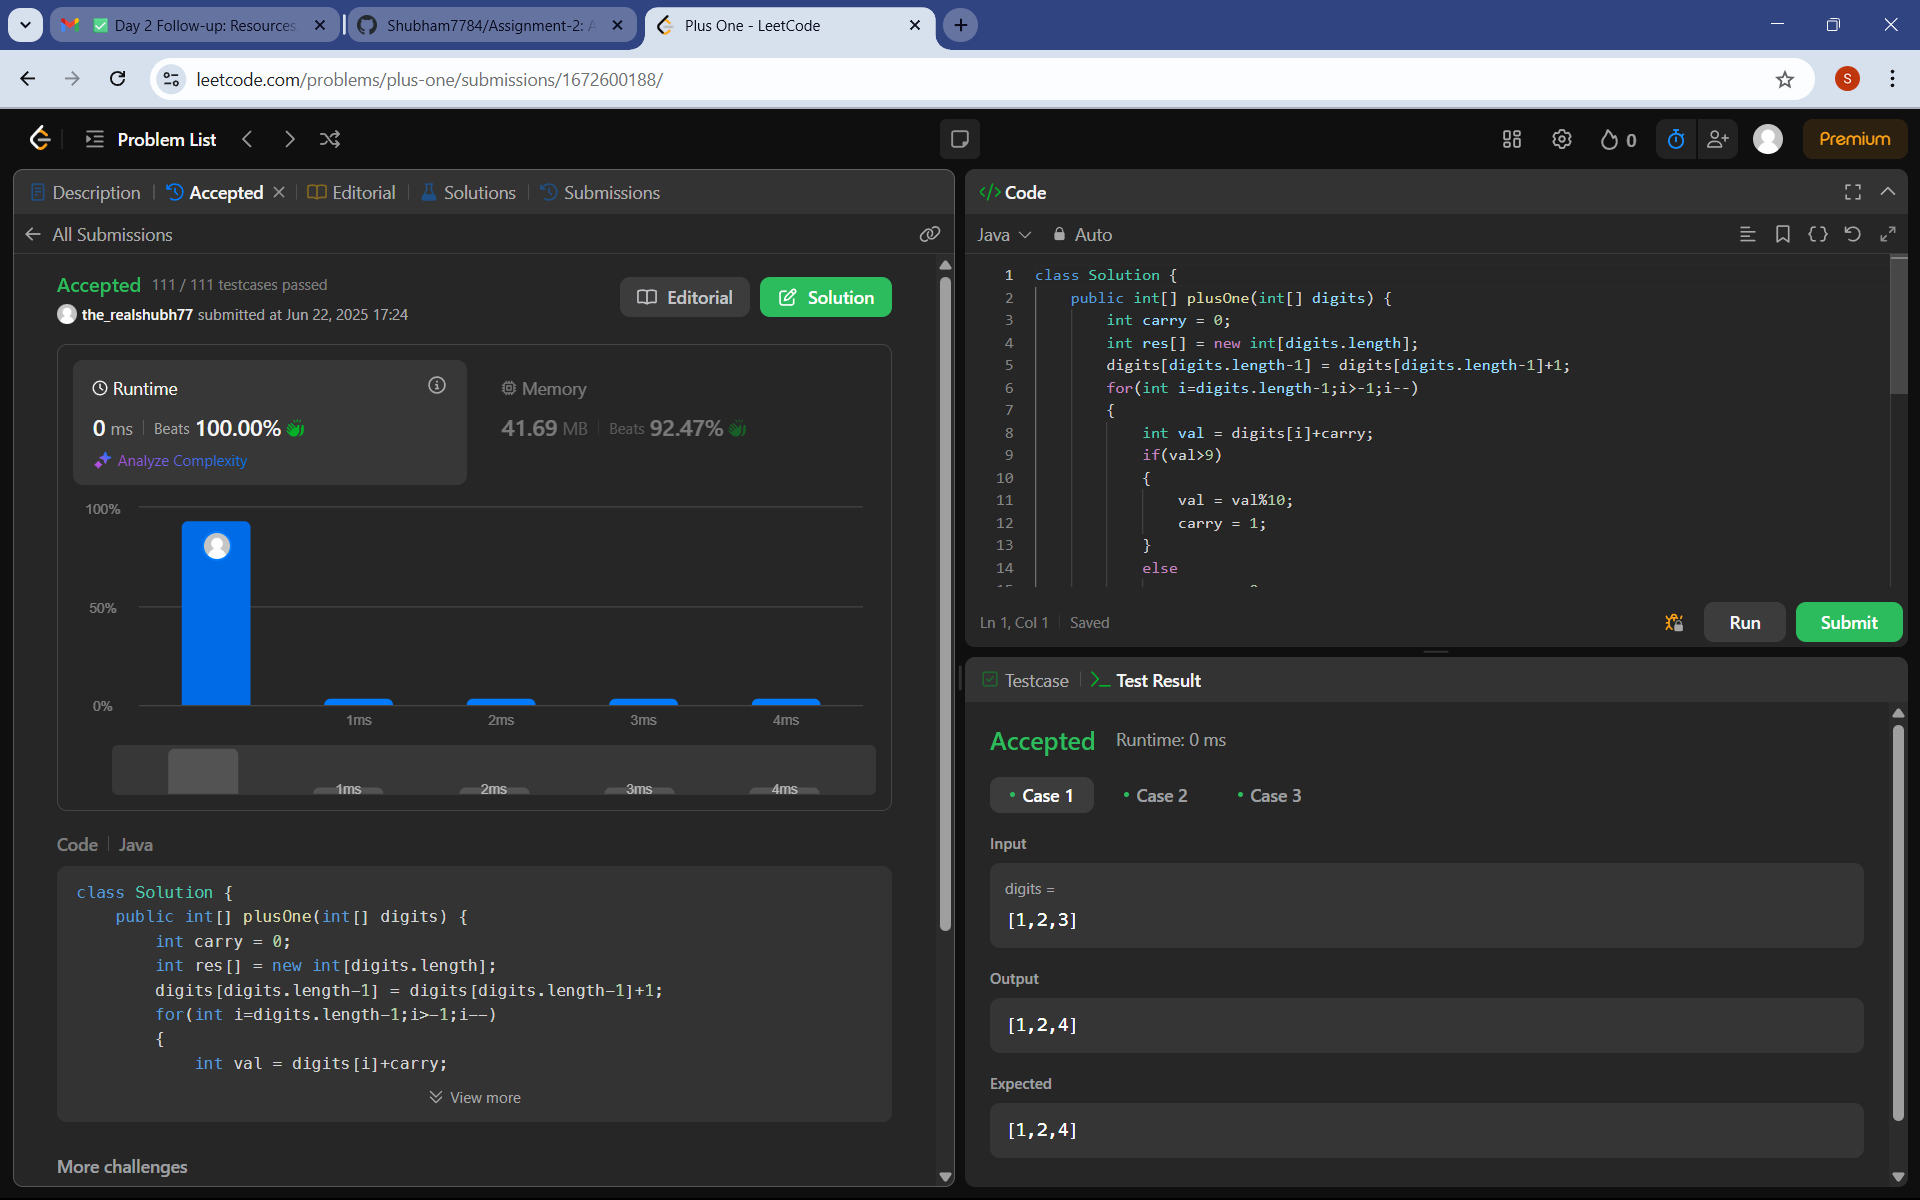 Day 2 Follow-up: Resources
Shubham7784/Assignment-2: A
Plus One - LeetCode
leetcode.com/problems/plus-one/submissions/1672600188/
S
Problem List
0
Premium
Description
Accepted
Editorial
Solutions
Submissions
All Submissions
Accepted 111 / 111 testcases passed
the_realshubh77 submitted at Jun 22, 2025 17:24
Editorial
Solution
Runtime
0 ms
Beats 100.00%
Analyze Complexity
Memory
41.69 MB
Beats 92.47%
100%
50%
0%
1ms
2ms
3ms
4ms
1ms
2ms
3ms
4ms
Code
Java
class Solution {
public int[] plusOne(int[] digits) {
int carry = 0;
int res[] = new int[digits.length];
digits[digits.length-1] = digits[digits.length-1]+1;
for(int i=digits.length-1;i>-1;i--)
{
int val = digits[i]+carry;
View more
More challenges
</> Code
Java
Auto
1 class Solution {
2 public int[] plusOne(int[] digits) {
3 int carry = 0;
4 int res[] = new int[digits.length];
5 digits[digits.length-1] = digits[digits.length-1]+1;
6 for(int i=digits.length-1;i>-1;i--)
7 {
8 int val = digits[i]+carry;
9 if(val>9)
10 {
11 val = val%10;
12 carry = 1;
13 }
14 else
Ln 1, Col 1
Saved
Run
Submit
Testcase
Test Result
Accepted
Runtime: 0 ms
Case 1
Case 2
Case 3
Input
digits =
[1,2,3]
Output
[1,2,4]
Expected
[1,2,4]